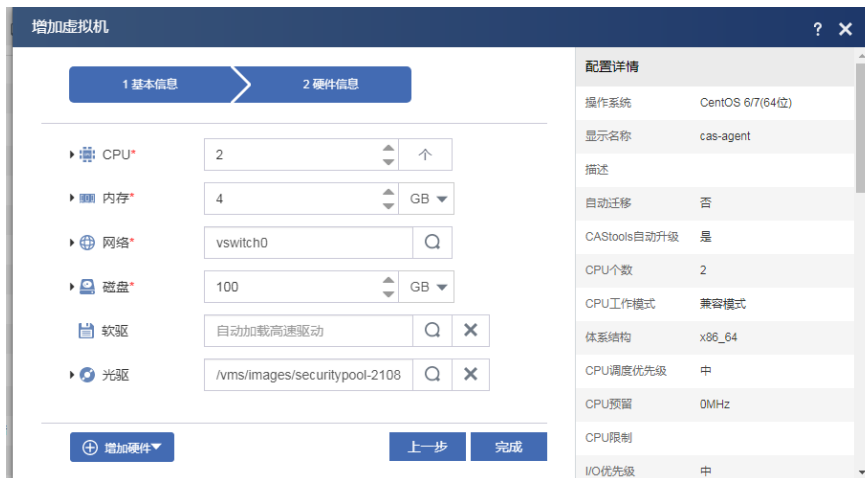 增加虚拟机 ?
1 基本信息 2 硬件信息
CPU* 2 个
内存* 4 GB
网络* vswitch0
磁盘* 100 GB
软驱 自动加载高速驱动
光驱 /vms/images/securitypool-2108
增加硬件 上一步 完成
配置详情
操作系统 CentOS 6/7(64位)
显示名称 cas-agent
描述
自动迁移 否
CAStools自动升级 是
CPU个数 2
CPU工作模式 兼容模式
体系结构 x86_64
CPU调度优先级 中
CPU预留 0MHz
CPU限制
I/O优先级 中